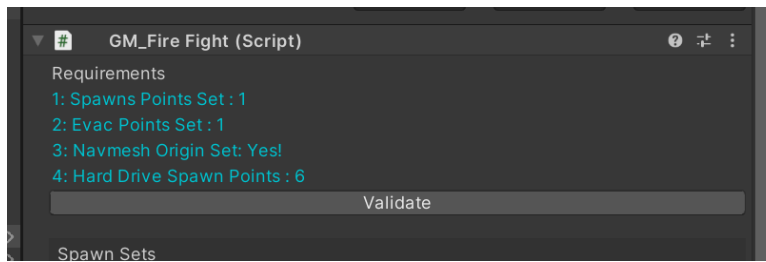 # GM_Fire Fight (Script)
Requirements
1: Spawns Points Set : 1
2: Evac Points Set : 1
3: Navmesh Origin Set: Yes!
4: Hard Drive Spawn Points : 6
Validate
Spawn Sets